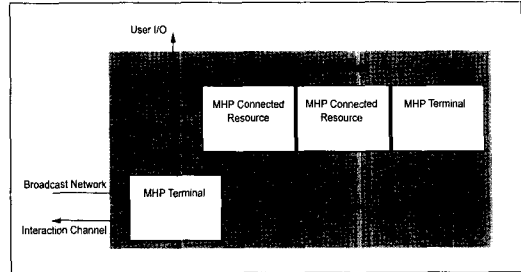 User I/O
MHP Connected
Resource
MHP Connected
Resource
MHP Terminal
Broadcast Network
MHP Terminal
Interaction Channel